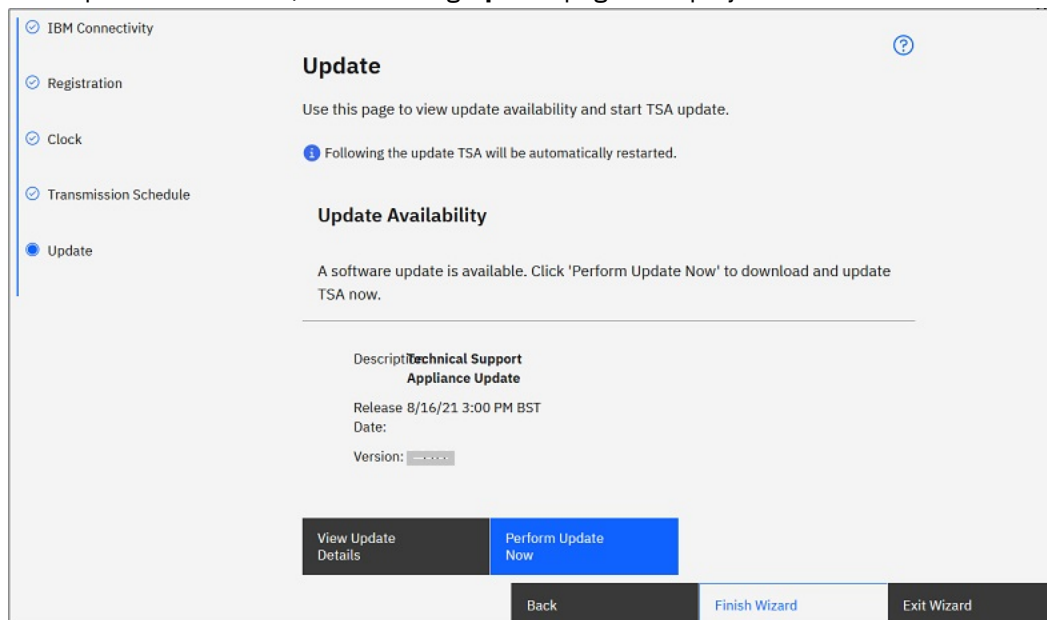 IBM Connectivity
Registration
Clock
Transmission Schedule
Update
Update
Use this page to view update availability and start TSA update.
Following the update TSA will be automatically restarted.
Update Availability
A software update is available. Click 'Perform Update Now' to download and update
TSA now.
Technical Support
Appliance Update
Release 8/16/21 3:00 PM BST
Date:
Version:
View Update
Details
Perform Update
Now
Back
Finish Wizard
Exit Wizard